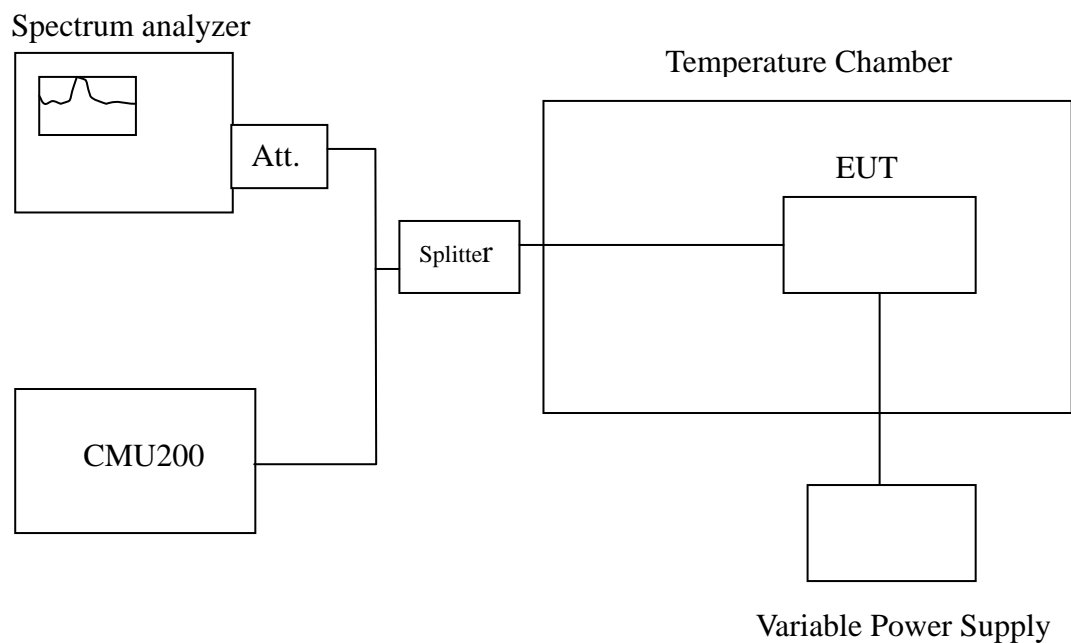 Spectrum analyzer
Temperature Chamber
Att.
EUT
Splitter
CMU200
Variable Power Supply